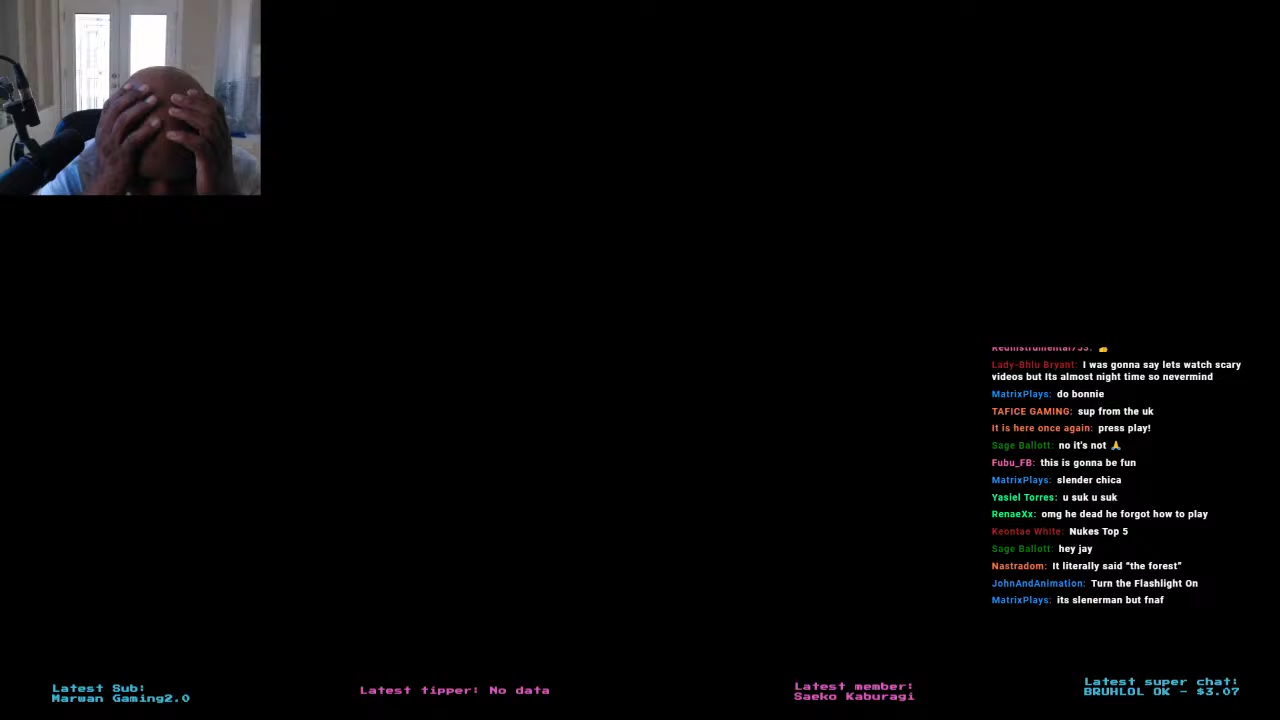 Redinstrumental753: 👍
Lady-Bhlu Bryant: I was gonna say lets watch scary
videos but Its almost night time so nevermind
MatrixPlays: do bonnie
TAFICE GAMING: sup from the uk
It is here once again: press play!
Sage Ballott: no it's not 🙏
Fubu_FB: this is gonna be fun
MatrixPlays: slender chica
Yasiel Torres: u suk u suk
RenaeXx: omg he dead he forgot how to play
Keontae White: Nukes Top 5
Sage Ballott: hey jay
Nastradom: It literally said "the forest"
JohnAndAnimation: Turn the Flashlight On
MatrixPlays: its slenerman but fnaf
Latest Sub:
Marwan Gaming2.0
Latest tipper: No data
Latest member:
Saeko Kaburagi
Latest super chat:
BRUHLOL OK - $3.07